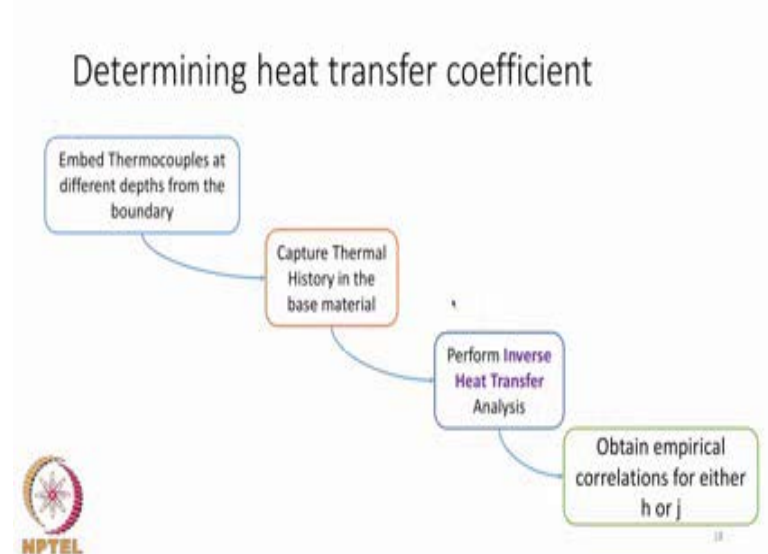 Determining heat transfer coefficient
Embed Thermocouples at
different depths from the
boundary
Capture Thermal
History in the
base material
Perform Inverse
Heat Transfer
Analysis
Obtain empirical
correlations for either
h or j
NPTEL
18